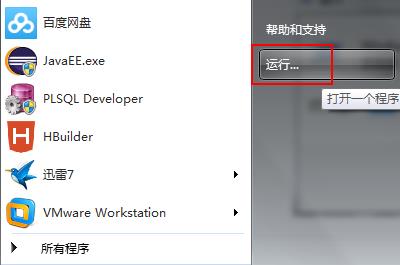 百度网盘
JavaEE.exe
PLSQL Developer
HBuilder
迅雷7
VMware Workstation
所有程序
帮助和支持
运行...
打开一个程序